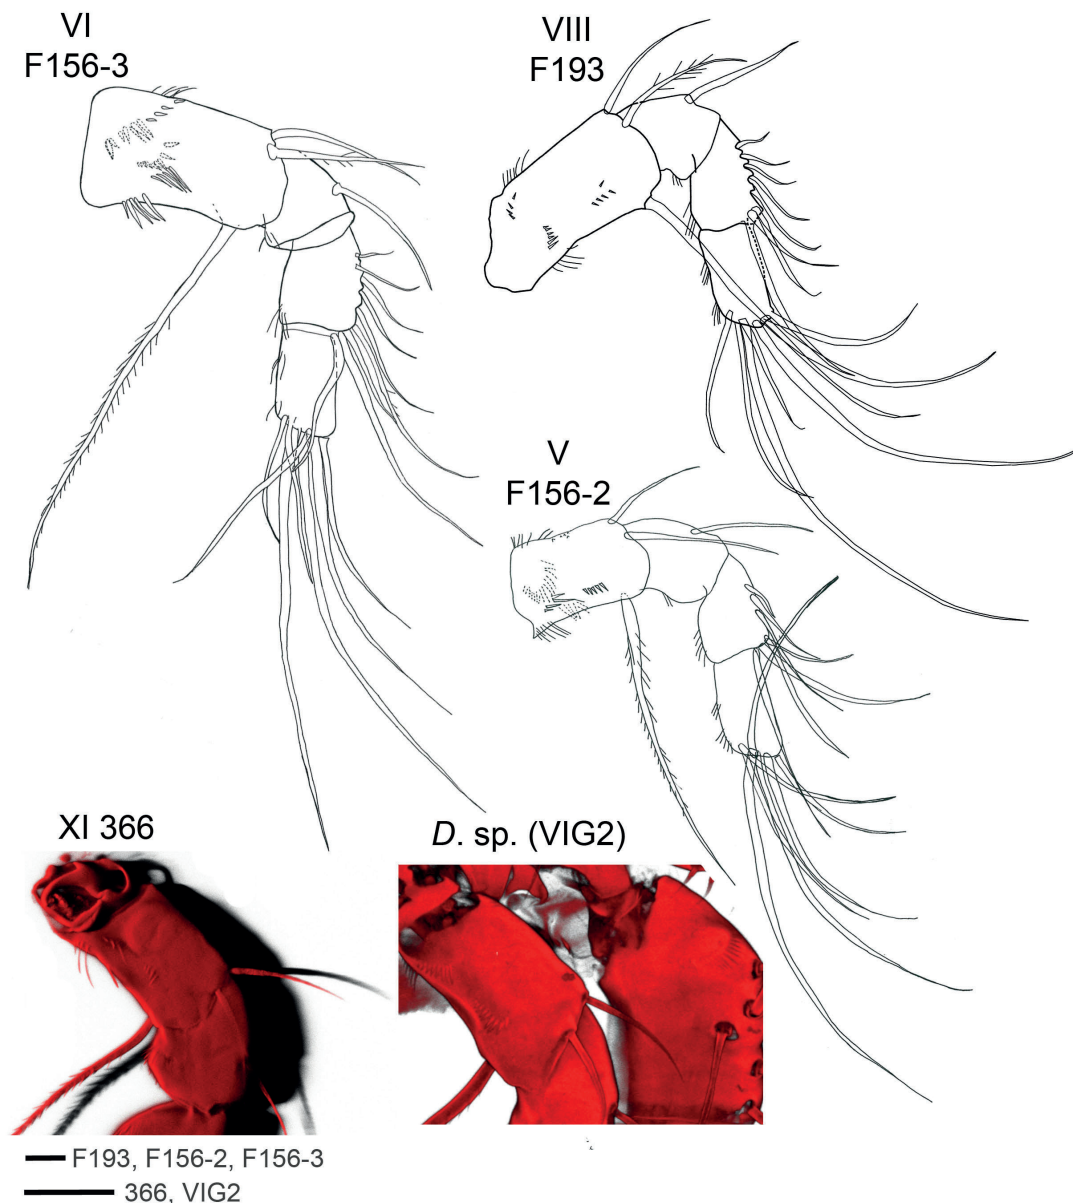 VI
F156-3
VIII
F193
V
F156-2
XI 366
D. sp. (VIG2)
F193, F156-2, F156-3
366, VIG2